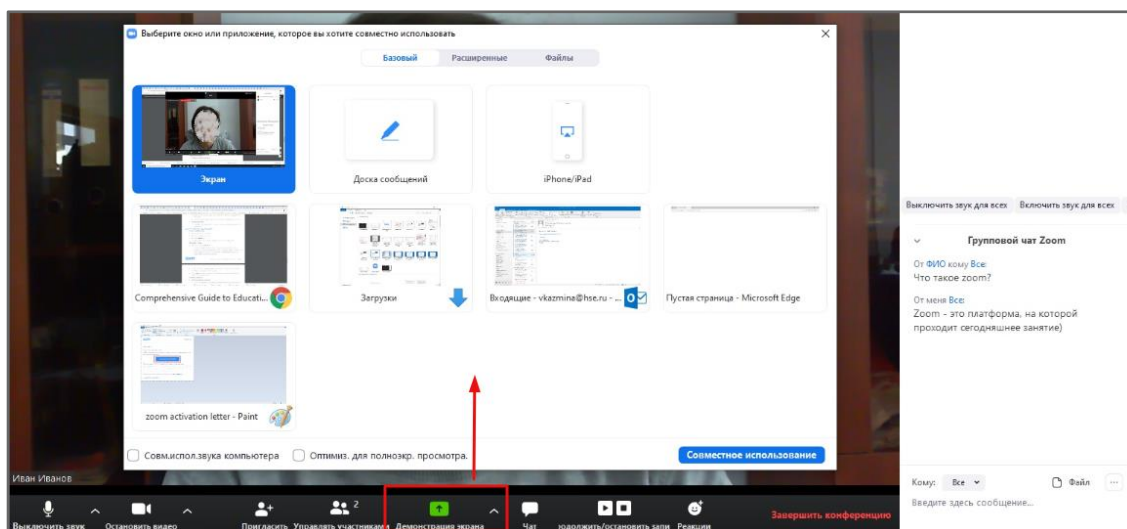 Выберите окно или приложение, которое вы хотите совместно использовать
Базовый Расширенные Файлы
Экран Доска сообщений iPhone/iPad
Comprehensive Guide to Educati... Загрузки Входящие - vkazmina@hse.ru - ... Пустая страница - Microsoft Edge
zoom activation letter - Paint
Совм.испол.звука компьютера Оптимиз. для полноэкр. просмотра.
Совместное использование
Иван Иванов
Выключить звук Остановить видео Пригласить Управлять участниками 2 Демонстрация экрана Чат юдолжить/остановить запи Реакции Завершить конференцию
Выключить звук для всех Включить звук для всех
Групповой чат Zoom
От ФИО кому Все:
Что такое zoom?
От меня Все:
Zoom - это платформа, на которой
проходит сегодняшнее занятие)
Кому: Все Файл ...
Введите здесь сообщение...